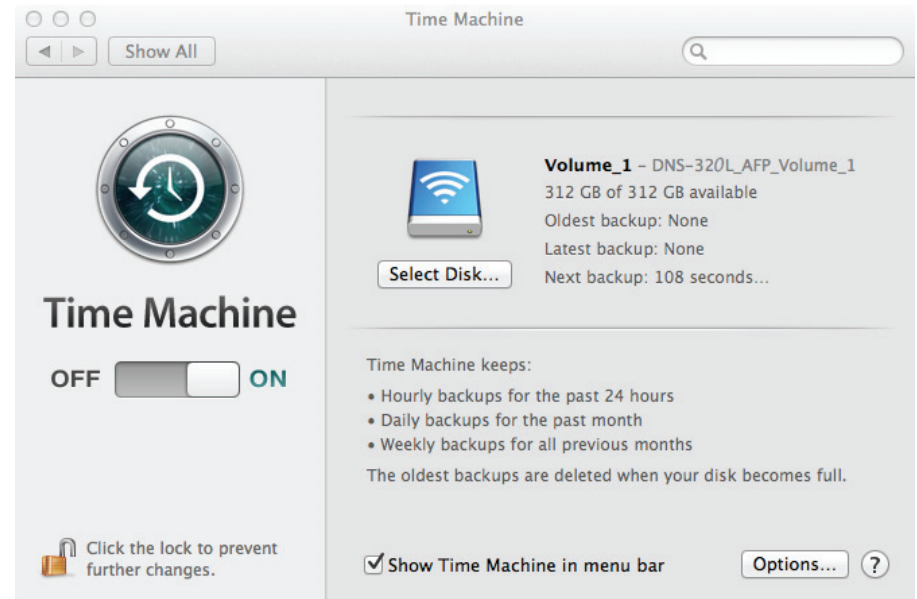 Time Machine
Show All
Time Machine
OFF ON
Click the lock to prevent
further changes.
Volume_1 – DNS-320L_AFP_Volume_1
312 GB of 312 GB available
Oldest backup: None
Latest backup: None
Next backup: 108 seconds...
Select Disk...
Time Machine keeps:
• Hourly backups for the past 24 hours
• Daily backups for the past month
• Weekly backups for all previous months
The oldest backups are deleted when your disk becomes full.
Show Time Machine in menu bar
Options... ?